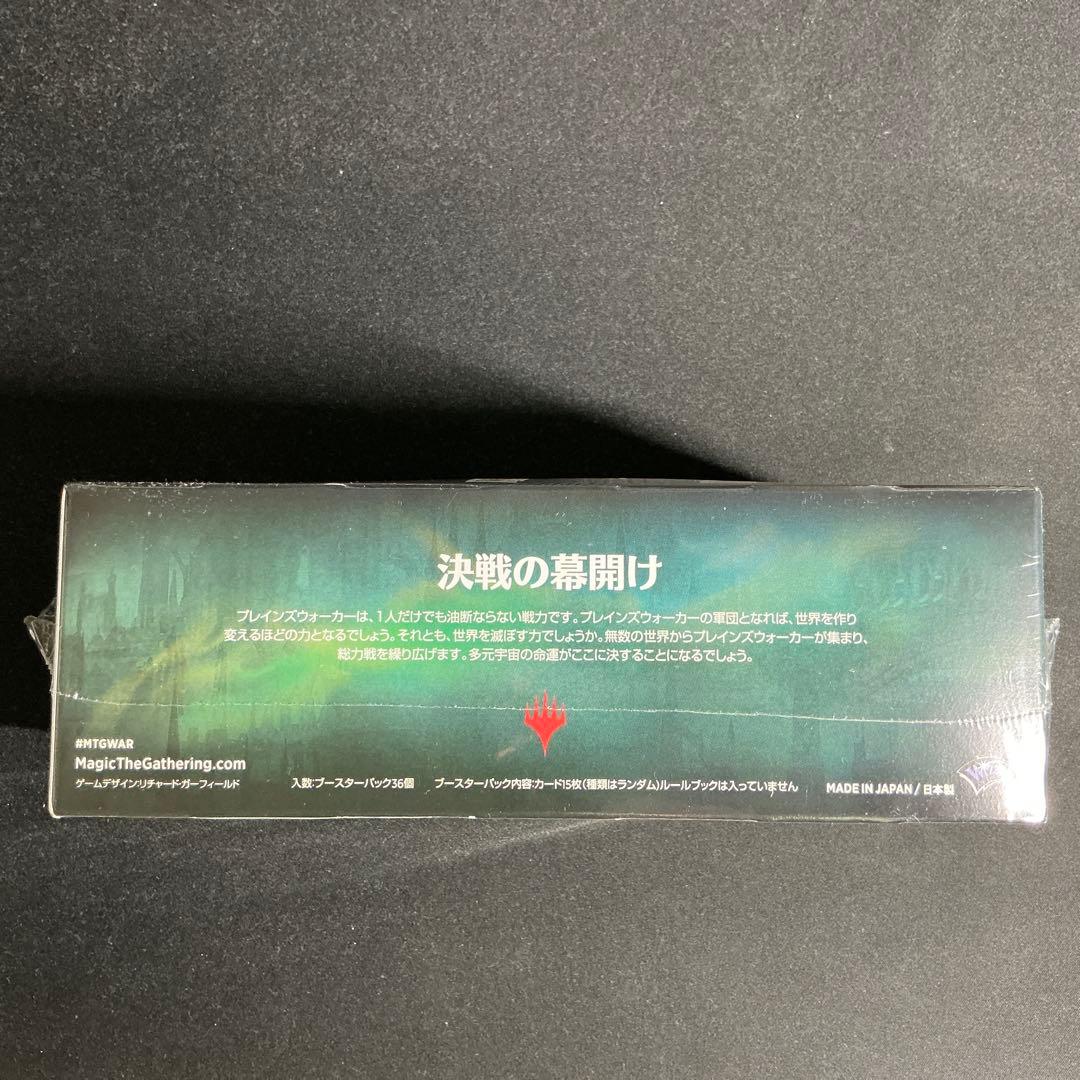 決戦の幕開け
プレインズウォーカーは、1人だけでも油断ならない戦力です。プレインズウォーカーの軍団となれば、世界を作り
変えるほどの力となるでしょう。それとも、世界を滅ぼす力でしょうか。無数の世界からプレインズウォーカーが集まり、
総力戦を繰り広げます。多元宇宙の命運がここに決することになるでしょう。
#MTGWAR
MagicTheGathering.com
ゲームデザイン:リチャード・ガーフィールド
入数:ブースターパック36個
ブースターパック内容:カード15枚(種類はランダム)ルールブックは入っていません
MADE IN JAPAN / 日本製